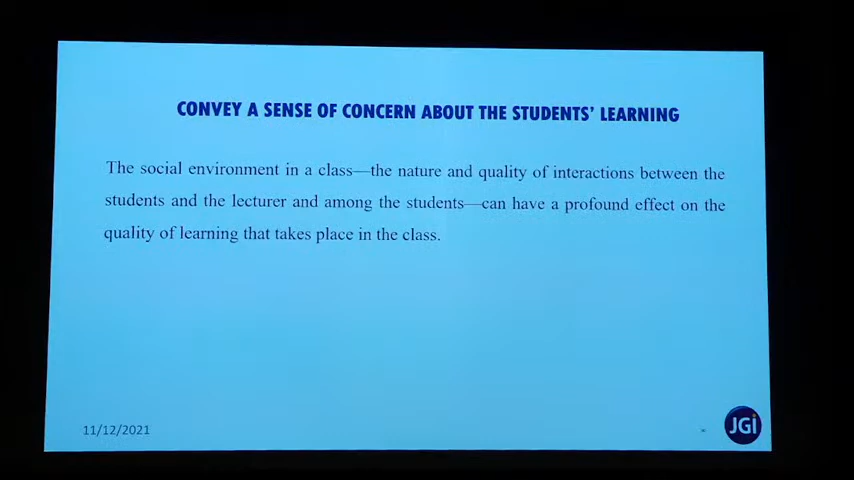 CONVEY A SENSE OF CONCERN ABOUT THE STUDENTS' LEARNING
The social environment in a class—the nature and quality of interactions between the
students and the lecturer and among the students—can have a profound effect on the
quality of learning that takes place in the class.
11/12/2021
JGi